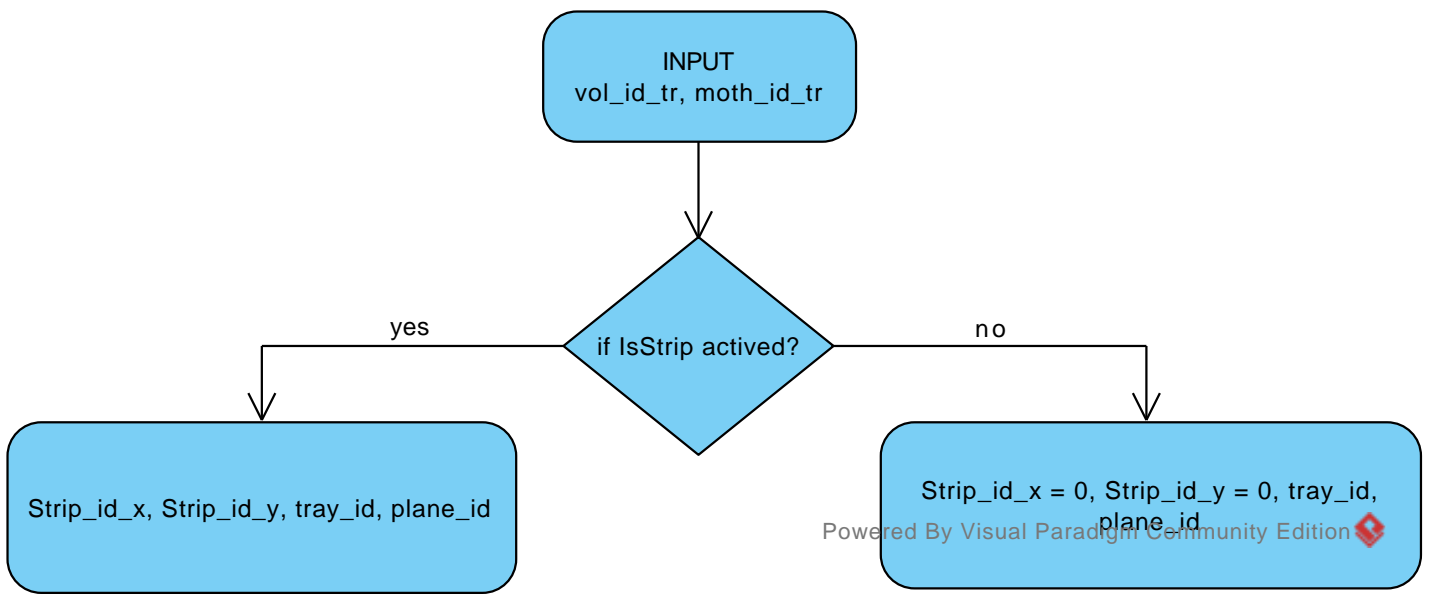 INPUT
vol_id_tr, moth_id_tr
if IsStrip actived?
yes
no
Strip_id_x, Strip_id_y, tray_id, plane_id
Strip_id_x = 0, Strip_id_y = 0, tray_id,
plane_id
Powered By Visual Paradigm Community Edition